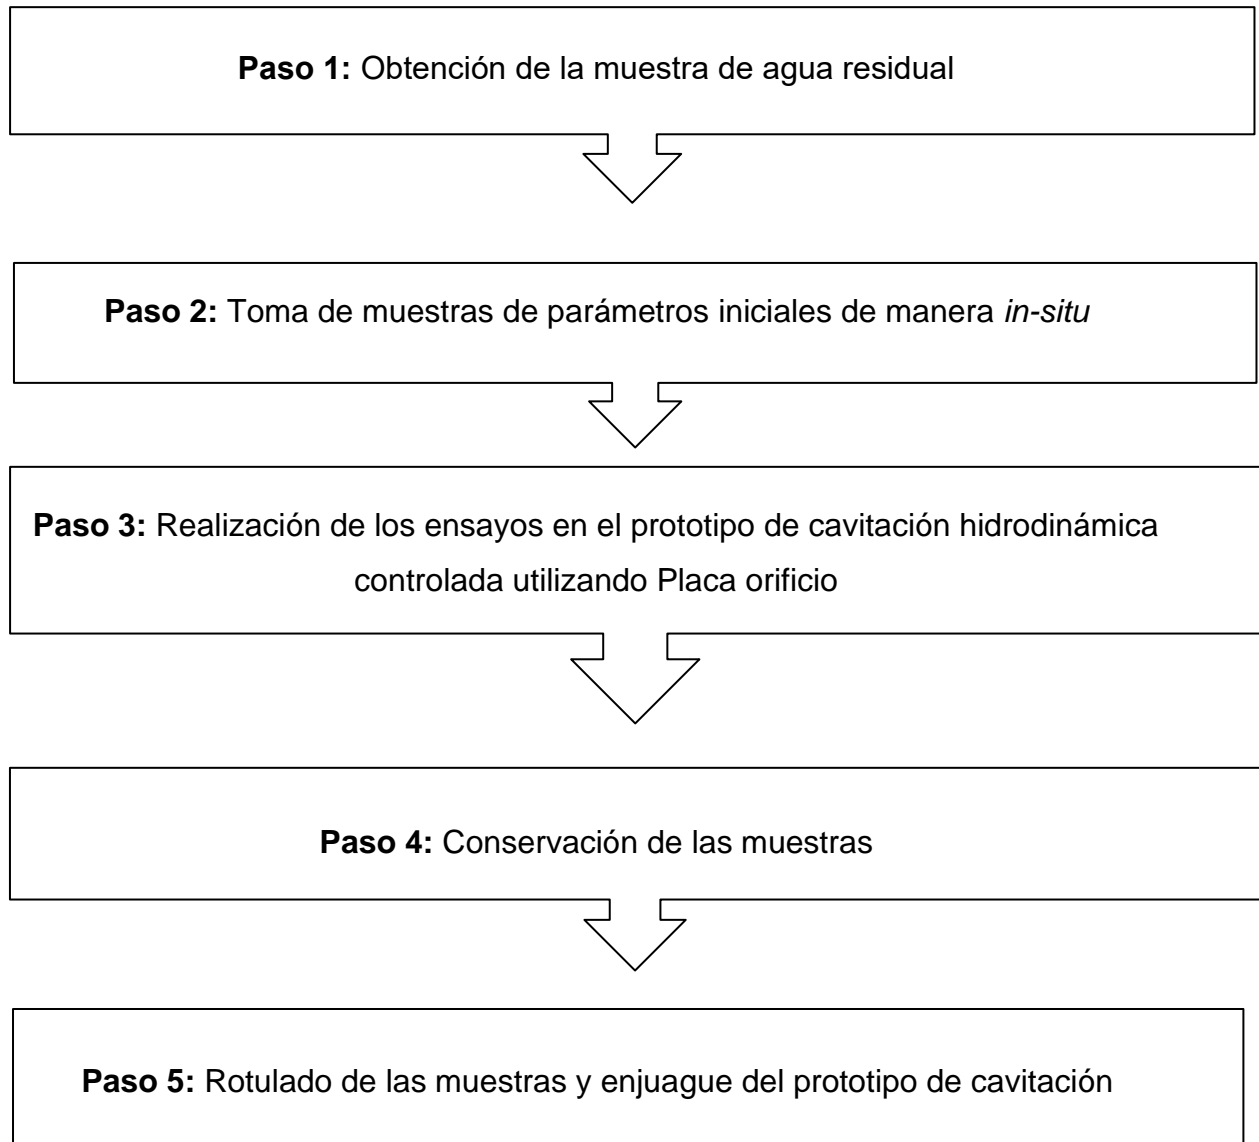 Paso 1: Obtención de la muestra de agua residual
Paso 2: Toma de muestras de parámetros iniciales de manera in-situ
Paso 3: Realización de los ensayos en el prototipo de cavitación hidrodinámica
controlada utilizando Placa orificio
Paso 4: Conservación de las muestras
Paso 5: Rotulado de las muestras y enjuague del prototipo de cavitación